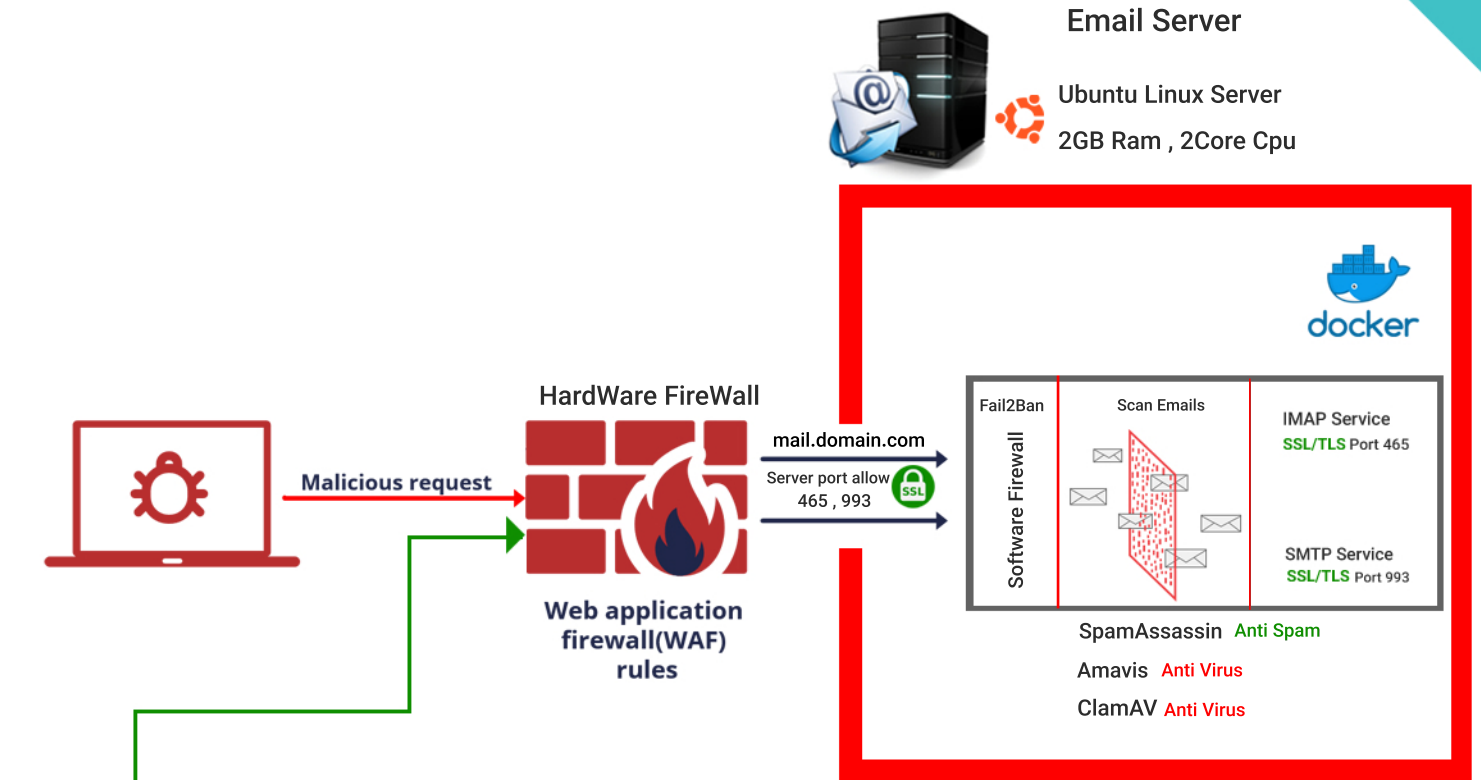 Email Server
Ubuntu Linux Server
2GB Ram , 2Core Cpu
docker
HardWare FireWall
Malicious request
mail.domain.com
Server port allow
465 , 993
SSL
Web application
firewall(WAF)
rules
Fail2Ban
Software Firewall
Scan Emails
IMAP Service
SSL/TLS Port 465
SMTP Service
SSL/TLS Port 993
SpamAssassin Anti Spam
Amavis Anti Virus
ClamAV Anti Virus